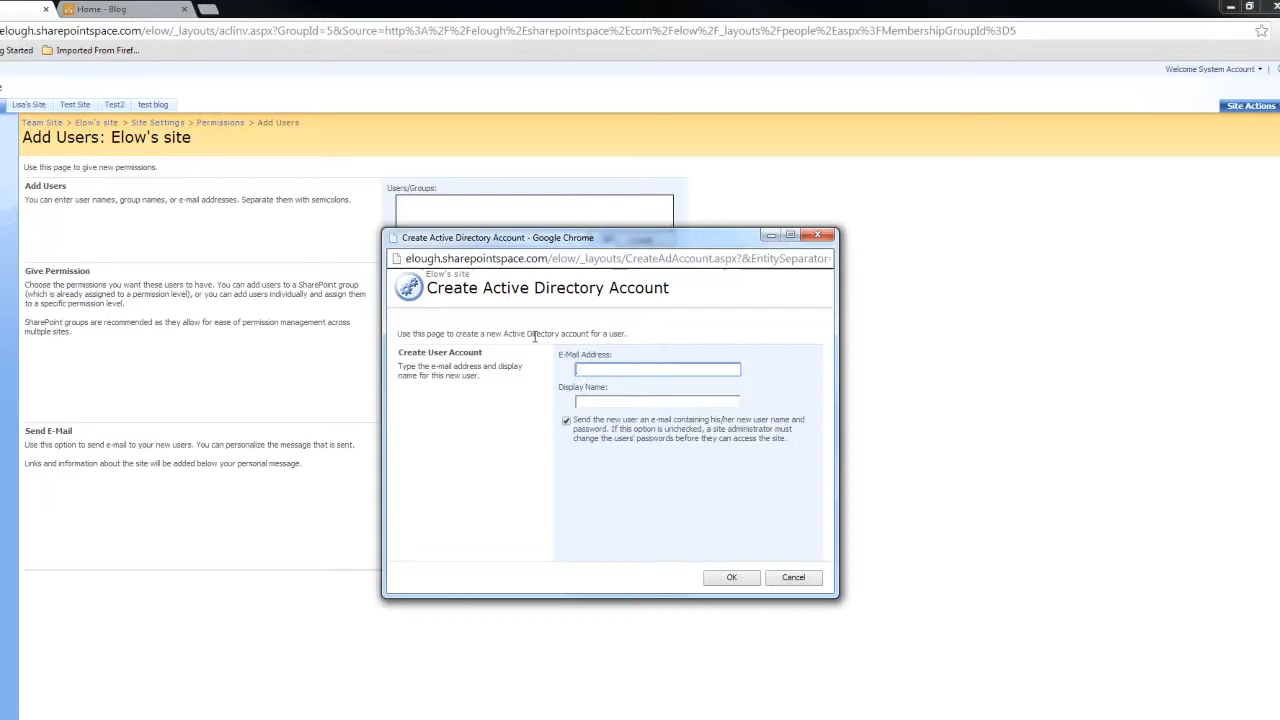 Home - Blog
elough.sharepointspace.com/elow/_layouts/aclinv.aspx?GroupId=5&Source=http%3A%2F%2Felough%2Esharepointspace%2Ecom%2Felow%2F_layouts%2Fpeople%2Easpx%3FMembershipGroupId%3D5
g Started Imported From Firef...
Welcome System Account
Lisa's Site Test Site Test2 test blog
Site Actions
Team Site > Elow's site > Site Settings > Permissions > Add Users
Add Users: Elow's site
Use this page to give new permissions.
Add Users
You can enter user names, group names, or e-mail addresses. Separate them with semicolons.
Users/Groups:
Give Permission
Choose the permissions you want these users to have. You can add users to a SharePoint group
(which is already assigned to a permission level), or you can add users individually and assign them
to a specific permission level.
SharePoint groups are recommended as they allow for ease of permission management across
multiple sites.
Send E-Mail
Use this option to send e-mail to your new users. You can personalize the message that is sent.
Links and information about the site will be added below your personal message.
Create Active Directory Account - Google Chrome
elough.sharepointspace.com/elow/_layouts/CreateAdAccount.aspx?&EntitySeparator=
Elow's site
Create Active Directory Account
Use this page to create a new Active Directory account for a user.
Create User Account
Type the e-mail address and display
name for this new user.
E-Mail Address:
Display Name:
Send the new user an e-mail containing his/her new user name and
password. If this option is unchecked, a site administrator must
change the users' passwords before they can access the site.
OK Cancel